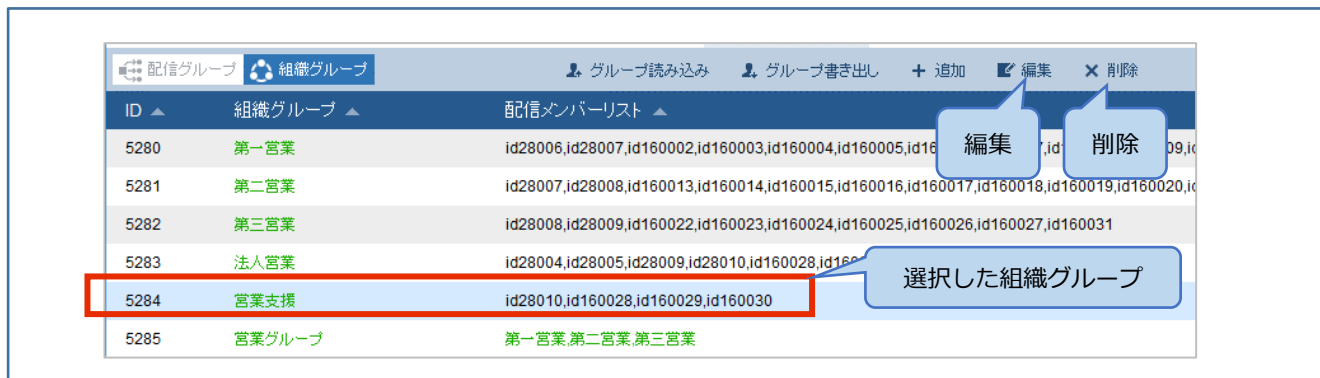 配信グループ 組織グループ グループ読み込み グループ書き出し + 追加 編集 × 削除
ID 組織グループ 配信メンバーリスト
編集 削除
5280 第一営業 id28006,id28007,id160002,id160003,id160004,id160005,id16
5281 第二営業 id28007,id28008,id160013,id160014,id160015,id160016,id160017,id160018,id160019,id160020,
5282 第三営業 id28008,id28009,id160022,id160023,id160024,id160025,id160026,id160027,id160031
5283 法人営業 id28004,id28005,id28009,id28010,id160028,
選択した組織グループ
5284 営業支援 id28010,id160028,id160029,id160030
5285 営業グループ 第一営業,第二営業,第三営業